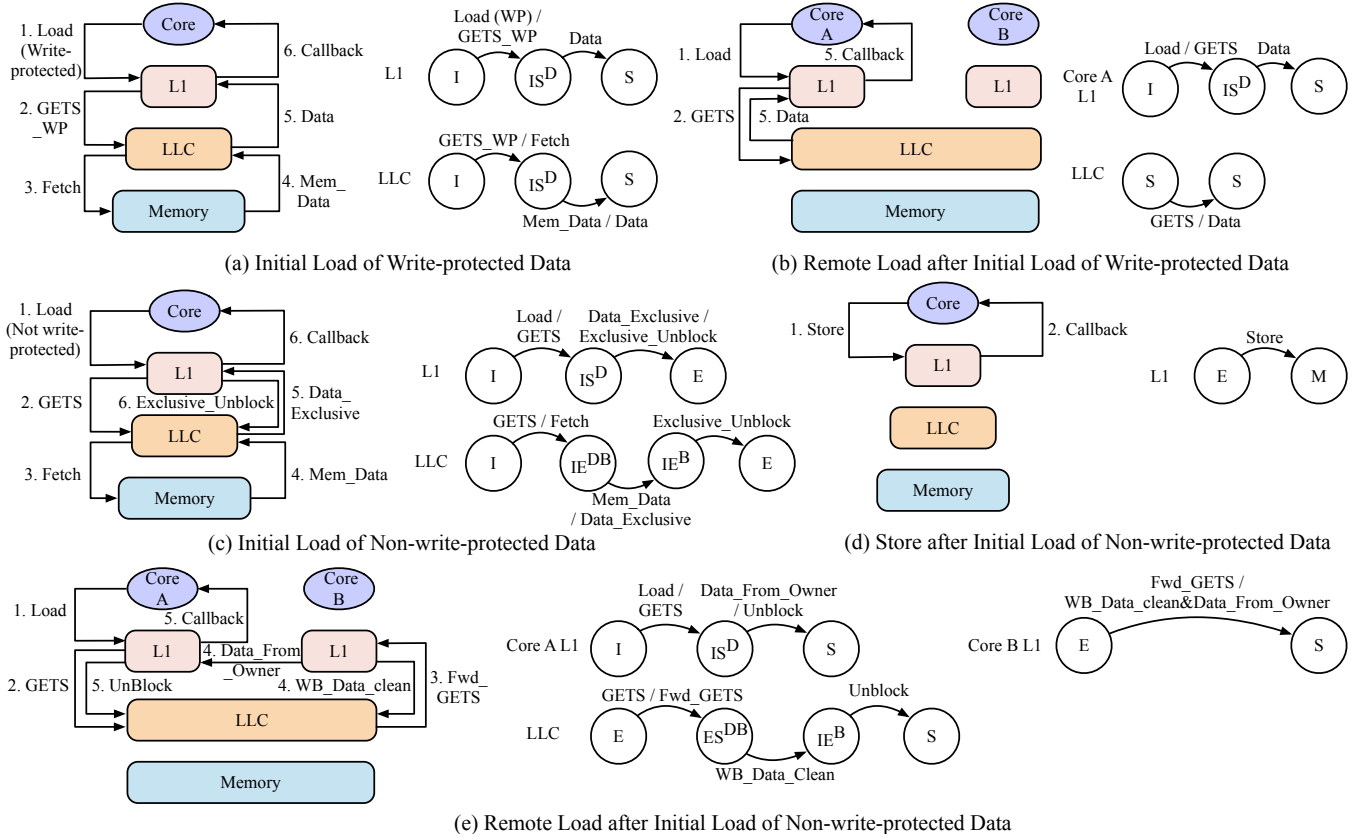 1. Load
(Write-
protected)
Core
6. Callback
L1
2. GETS
_WP
5. Data
LLC
3. Fetch
4. Mem_
Data
Memory
Load (WP) /
GETS_WP
Data
L1
I
IS^D
S
GETS_WP / Fetch
LLC
I
IS^D
S
Mem_Data / Data
(a) Initial Load of Write-protected Data
Core
A
Core
B
1. Load
5. Callback
L1
L1
2. GETS
5. Data
LLC
Memory
Load / GETS
Data
Core A
L1
I
IS^D
S
LLC
S
S
GETS / Data
(b) Remote Load after Initial Load of Write-protected Data
1. Load
(Not write-
protected)
Core
6. Callback
L1
2. GETS
6. Exclusive_Unblock
5. Data_
Exclusive
LLC
3. Fetch
4. Mem_Data
Memory
Load /
GETS
Data_Exclusive /
Exclusive_Unblock
L1
I
IS^D
E
GETS / Fetch
Exclusive_Unblock
LLC
I
IE^DB
IE^B
E
Mem_Data
/ Data_Exclusive
(c) Initial Load of Non-write-protected Data
Core
1. Store
2. Callback
L1
LLC
Memory
Store
L1
E
M
(d) Store after Initial Load of Non-write-protected Data
Core
A
Core
B
1. Load
5. Callback
L1
4. Data_From
_Owner
L1
2. GETS
5. UnBlock
4. WB_Data_clean
3. Fwd_
GETS
LLC
Memory
Load /
GETS
Data_From_Owner
/ Unblock
Core A L1
I
IS^D
S
GETS / Fwd_GETS
Unblock
LLC
E
ES^DB
IE^B
S
WB_Data_Clean
Fwd_GETS /
WB_Data_clean&Data_From_Owner
Core B L1
E
S
(e) Remote Load after Initial Load of Non-write-protected Data